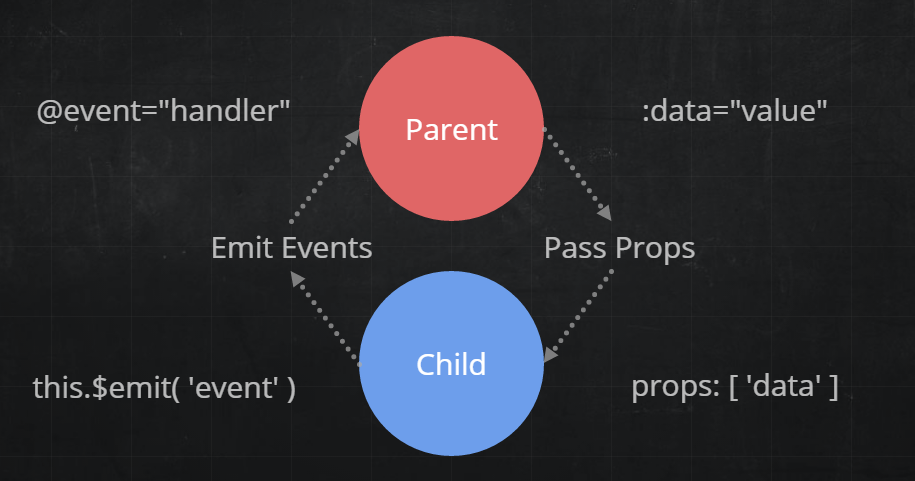 @event="handler"
:data="value"
Parent
Emit Events
Pass Props
Child
this.$emit( 'event' )
props: [ 'data' ]